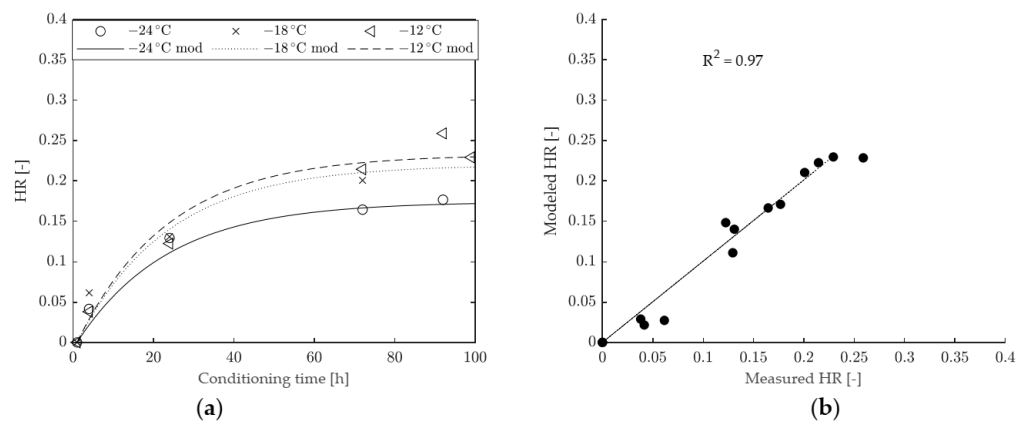 −24 °C −18 °C −12 °C
−24 °C mod −18 °C mod −12 °C mod
0.4
0.35
0.3
0.25
0.2
0.15
0.1
0.05
0
HR [-]
0 20 40 60 80 100
Conditioning time [h]
(a)
R² = 0.97
0.4
0.35
0.3
0.25
0.2
0.15
0.1
0.05
0
Modeled HR [-]
0 0.05 0.1 0.15 0.2 0.25 0.3 0.35 0.4
Measured HR [-]
(b)